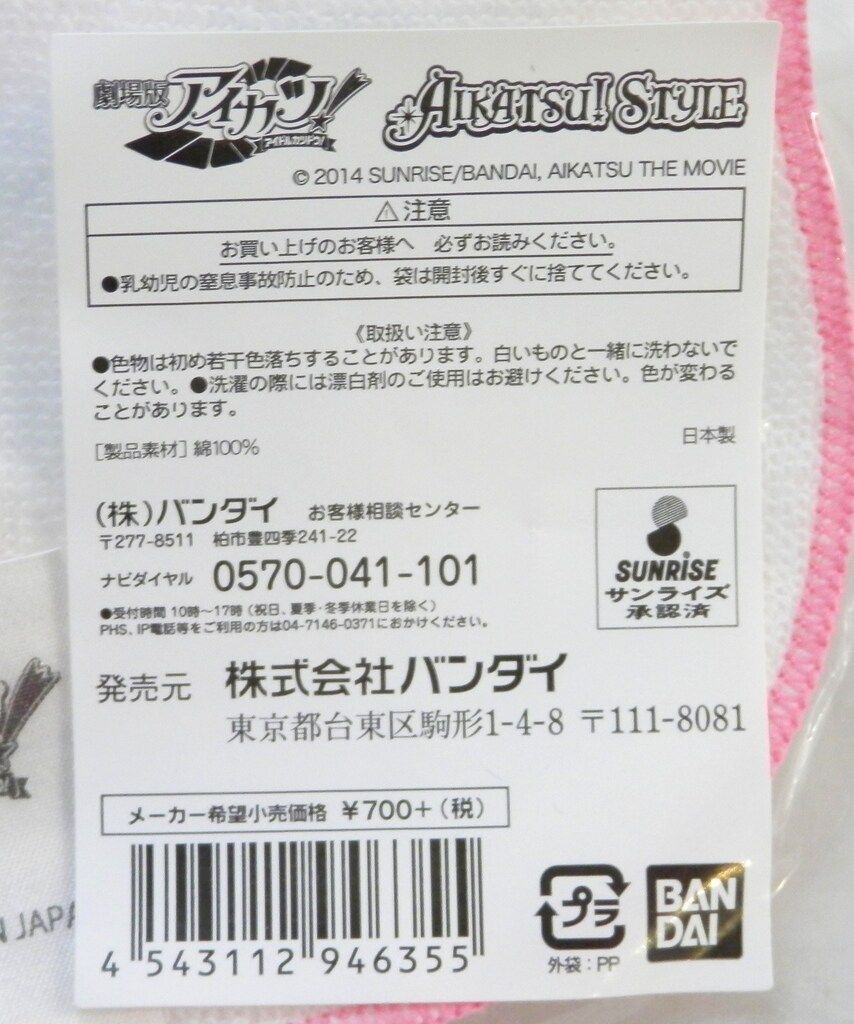 劇場版 アイカツ!
アイドルカツドウ!
AIKATSU! STYLE
© 2014 SUNRISE/BANDAI, AIKATSU THE MOVIE
⚠注意
お買い上げのお客様へ 必ずお読みください。
●乳幼児の窒息事故防止のため、袋は開封後すぐに捨ててください。
《取扱い注意》
●色物は初め若干色落ちすることがあります。白いものと一緒に洗わないで
ください。●洗濯の際には漂白剤のご使用はお避けください。色が変わる
ことがあります。
[製品素材] 綿100%
日本製
(株)バンダイ お客様相談センター
〒277-8511 柏市豊四季241-22
ナビダイヤル 0570-041-101
●受付時間 10時～17時 (祝日、夏季・冬季休業日を除く)
PHS、IP電話等をご利用の方は04-7146-0371におかけください。
SUNRISE
サンライズ
承認済
発売元 株式会社バンダイ
東京都台東区駒形1-4-8 〒111-8081
メーカー希望小売価格 ¥700+(税)
4 543112 946355
プラ
外袋:PP
BAN
DAI
JAPA